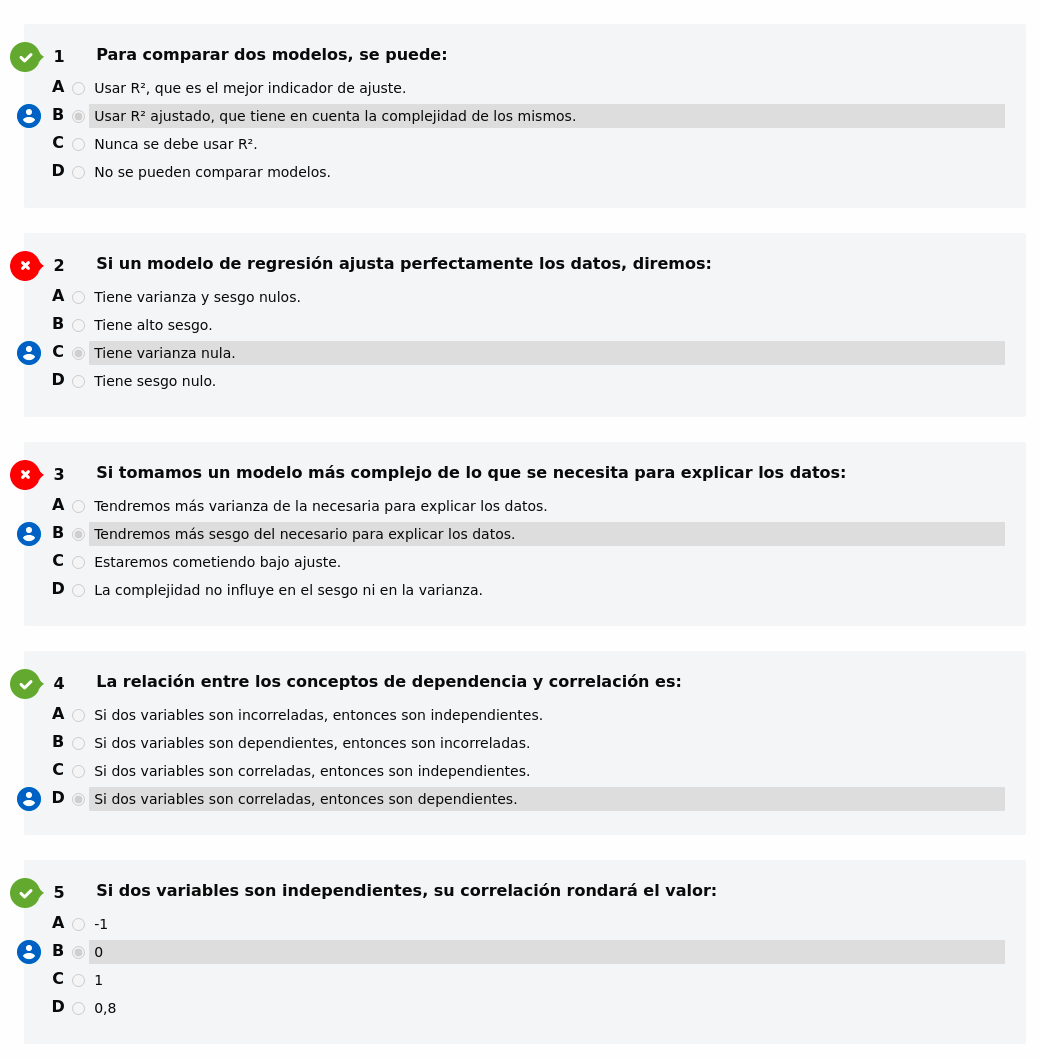 1 Para comparar dos modelos, se puede:
A Usar R², que es el mejor indicador de ajuste.
B Usar R² ajustado, que tiene en cuenta la complejidad de los mismos.
C Nunca se debe usar R².
D No se pueden comparar modelos.
2 Si un modelo de regresión ajusta perfectamente los datos, diremos:
A Tiene varianza y sesgo nulos.
B Tiene alto sesgo.
C Tiene varianza nula.
D Tiene sesgo nulo.
3 Si tomamos un modelo más complejo de lo que se necesita para explicar los datos:
A Tendremos más varianza de la necesaria para explicar los datos.
B Tendremos más sesgo del necesario para explicar los datos.
C Estaremos cometiendo bajo ajuste.
D La complejidad no influye en el sesgo ni en la varianza.
4 La relación entre los conceptos de dependencia y correlación es:
A Si dos variables son incorreladas, entonces son independientes.
B Si dos variables son dependientes, entonces son incorreladas.
C Si dos variables son correladas, entonces son independientes.
D Si dos variables son correladas, entonces son dependientes.
5 Si dos variables son independientes, su correlación rondará el valor:
A -1
B 0
C 1
D 0,8